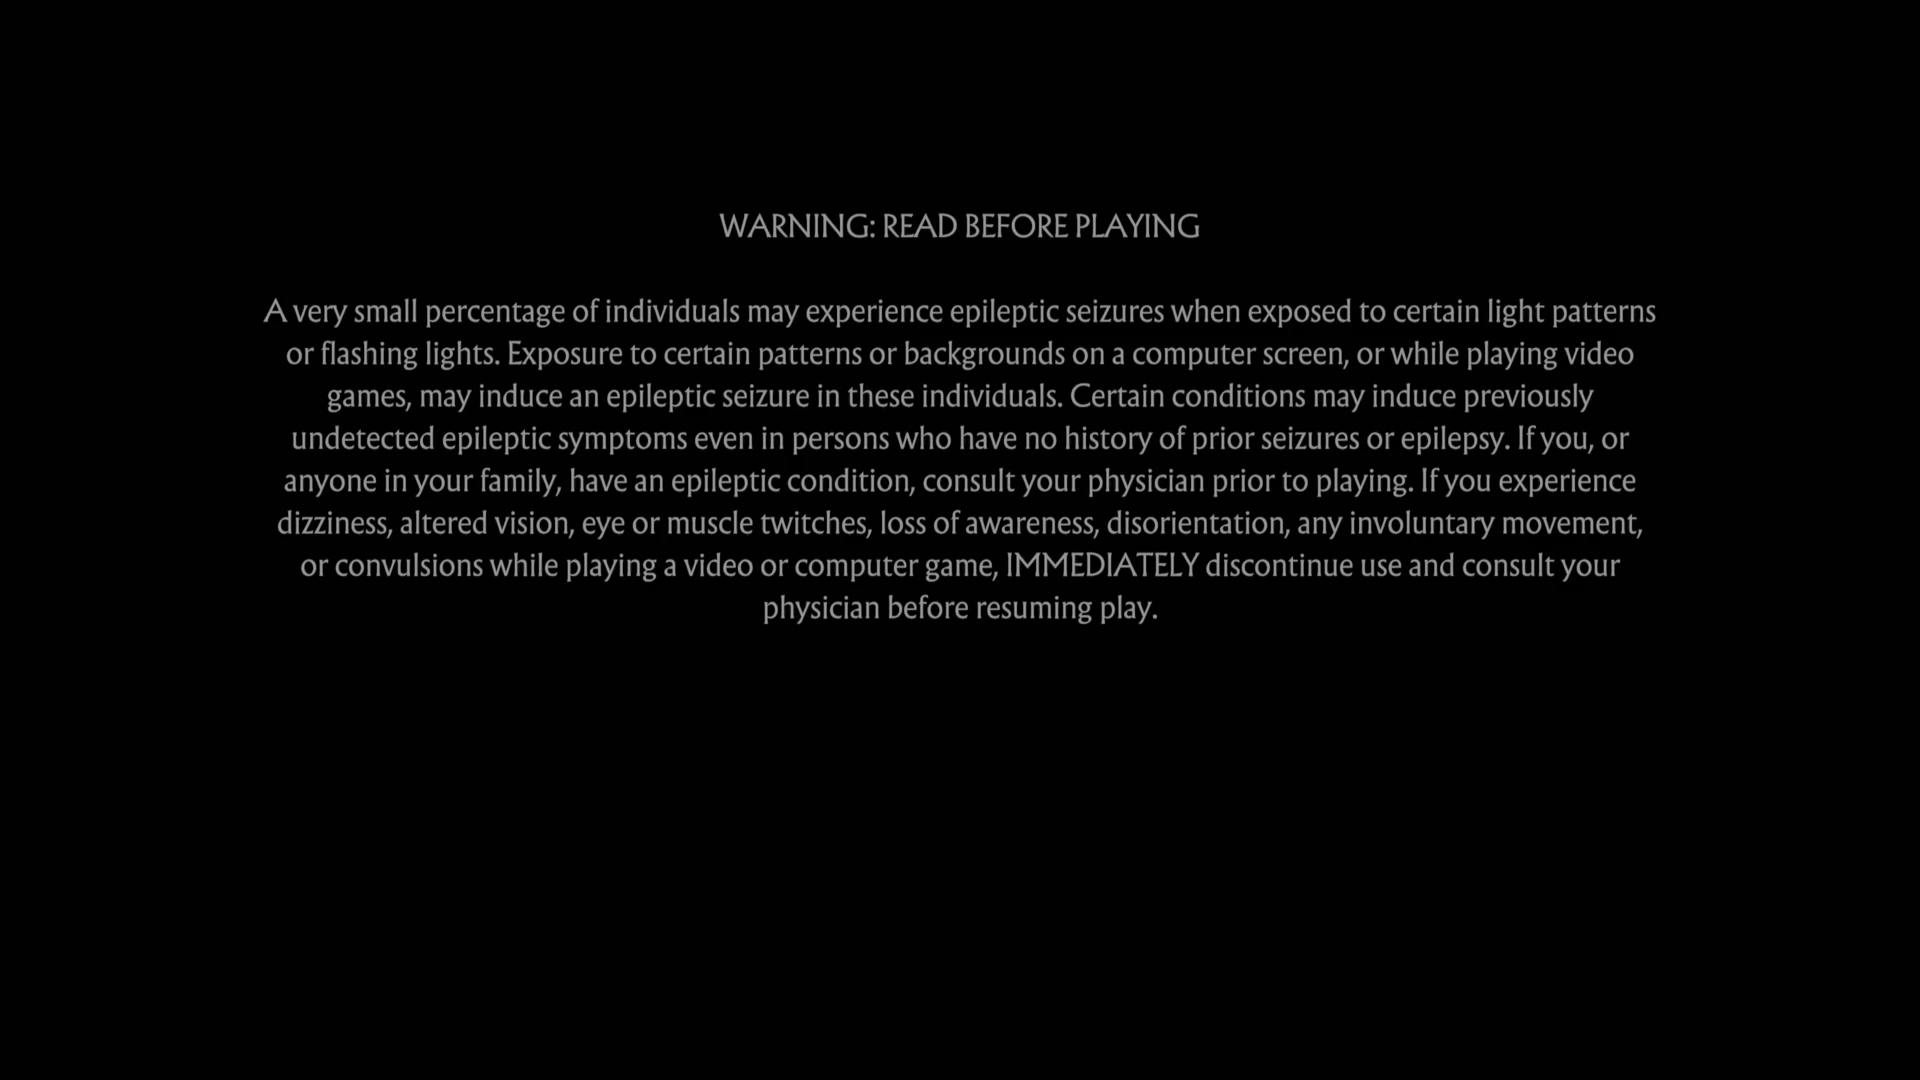 WARNING: READ BEFORE PLAYING
A very small percentage of individuals may experience epileptic seizures when exposed to certain light patterns
or flashing lights. Exposure to certain patterns or backgrounds on a computer screen, or while playing video
games, may induce an epileptic seizure in these individuals. Certain conditions may induce previously
undetected epileptic symptoms even in persons who have no history of prior seizures or epilepsy. If you, or
anyone in your family, have an epileptic condition, consult your physician prior to playing. If you experience
dizziness, altered vision, eye or muscle twitches, loss of awareness, disorientation, any involuntary movement,
or convulsions while playing a video or computer game, IMMEDIATELY discontinue use and consult your
physician before resuming play.